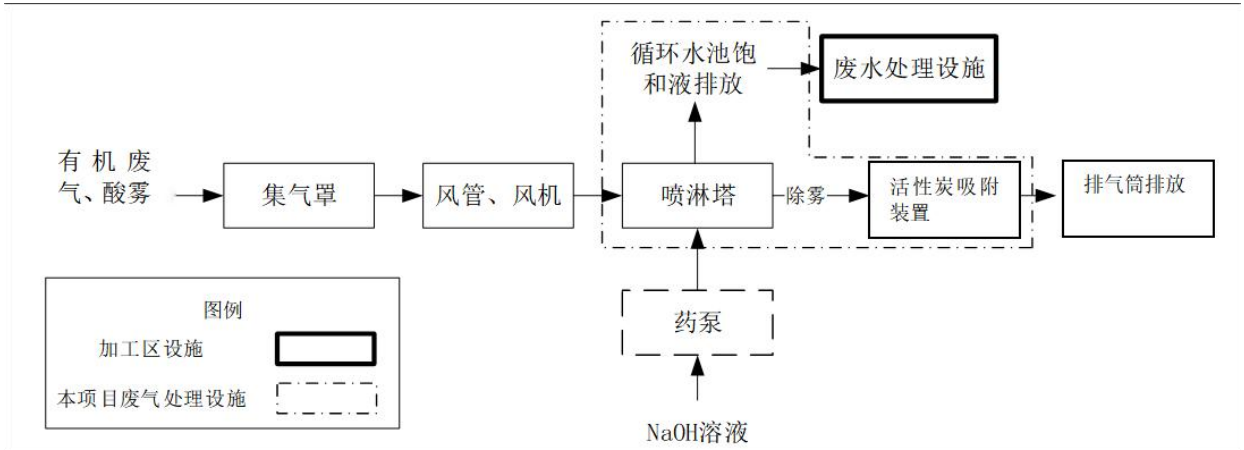 循环水池饱
和液排放
废水处理设施
有机废
气、酸雾
集气罩
风管、风机
喷淋塔
除雾
活性炭吸附
装置
排气筒排放
药泵
NaOH溶液
图例
加工区设施
本项目废气处理设施